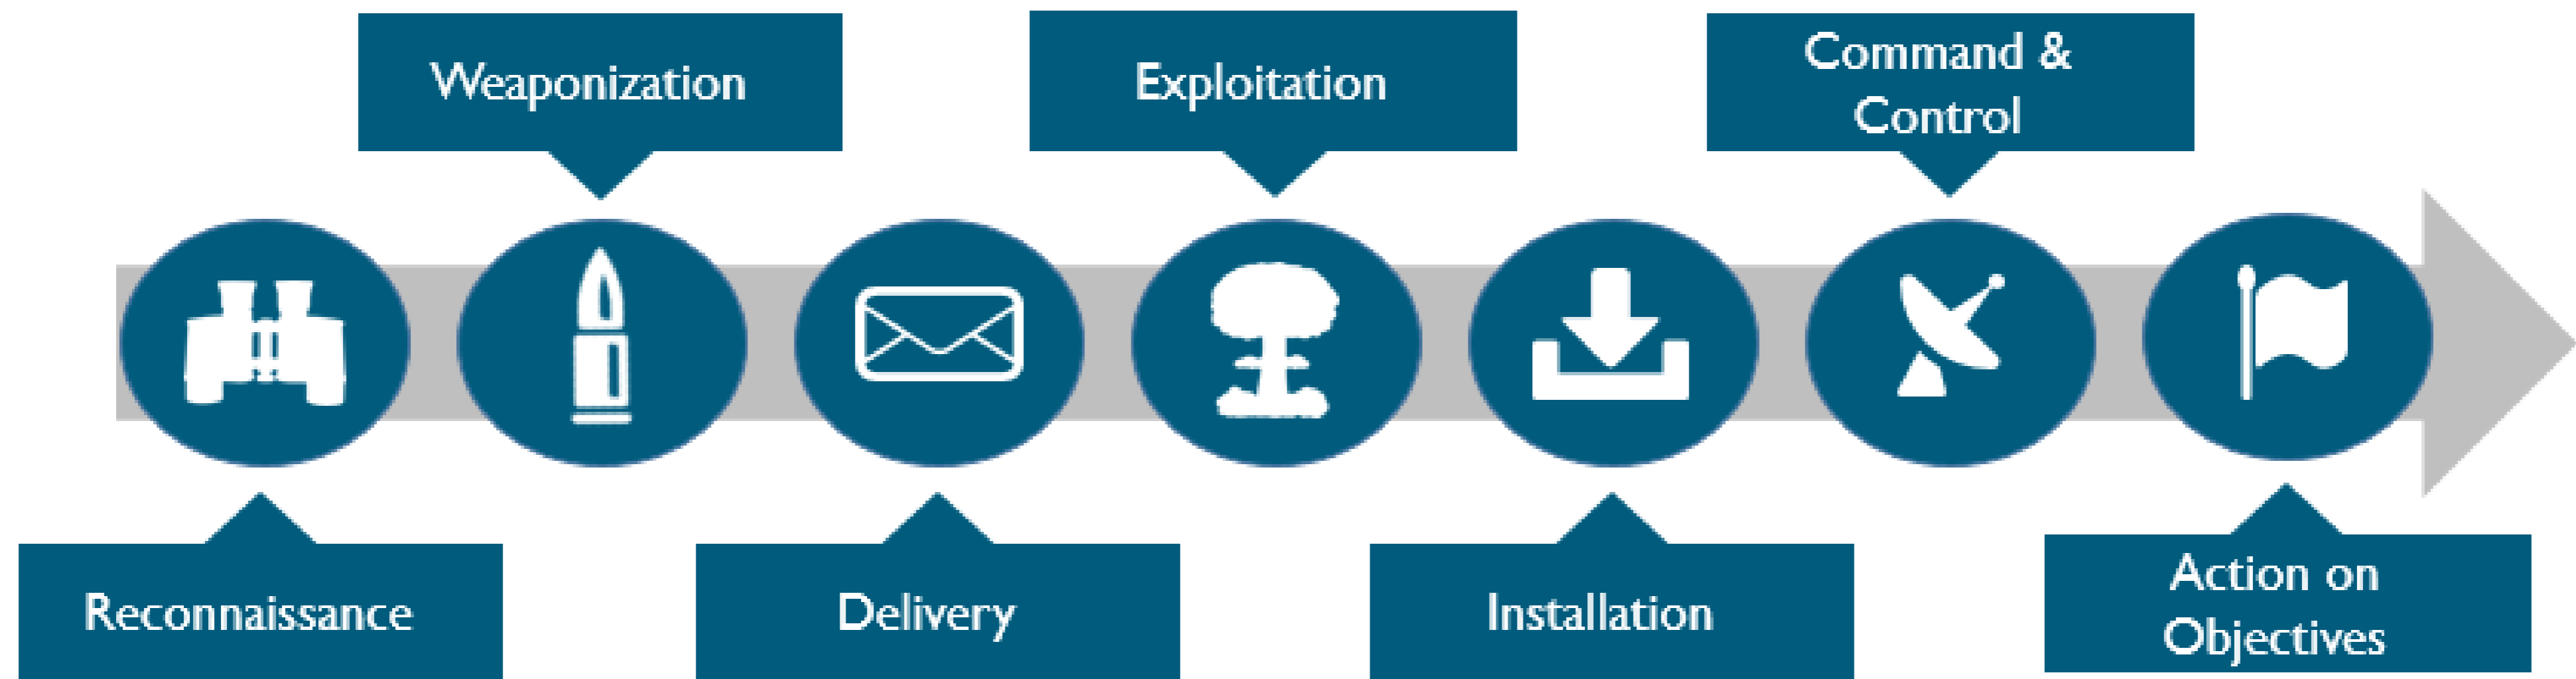 Reconnaissance
Weaponization
Delivery
Exploitation
Installation
Command &
Control
Action on
Objectives